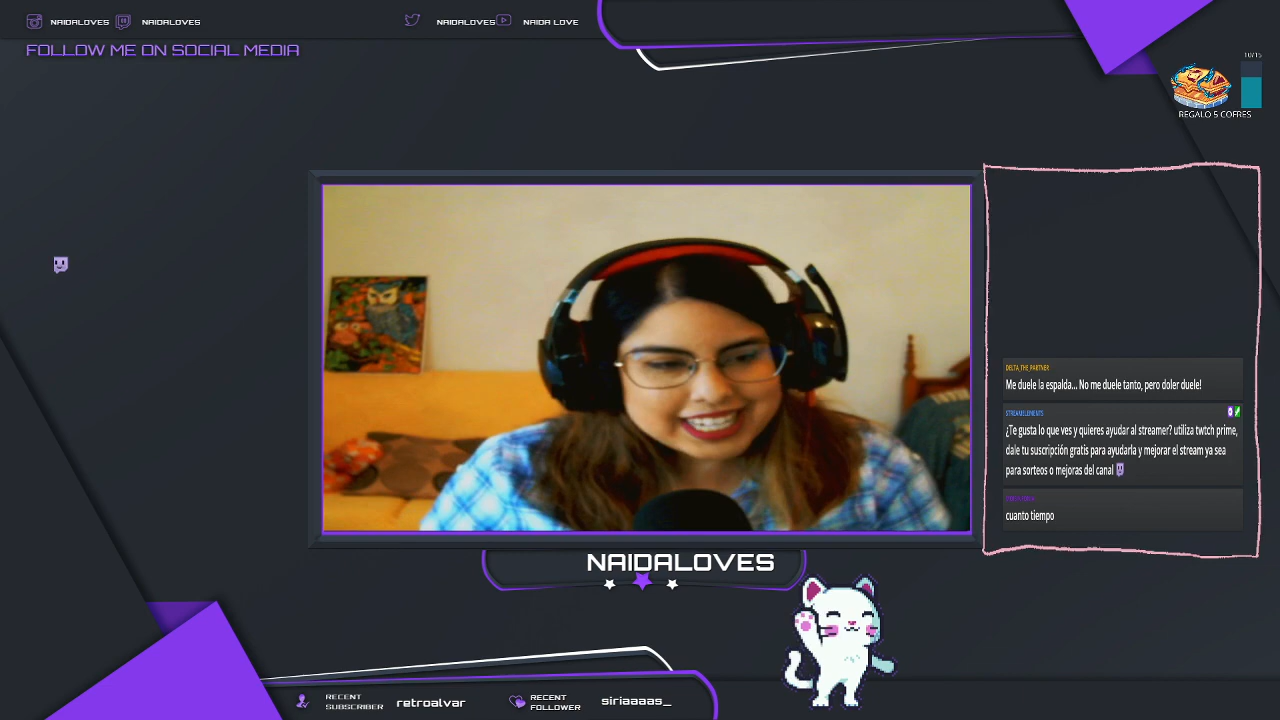 NAIDALOVES
NAIDALOVES
NAIDALOVES
NAIDA LOVE
FOLLOW ME ON SOCIAL MEDIA
10/15
REGALO 5 COFRES
DELTA_THE_PARTNER
Me duele la espalda... No me duele tanto, pero doler duele!
STREAMELEMENTS
¿Te gusta lo que ves y quieres ayudar al streamer? utiliza twtch prime,
dale tu suscripción gratis para ayudarla y mejorar el stream ya sea
para sorteos o mejoras del canal
cuanto tiempo
NAIDALOVES
RECENT
SUBSCRIBER
retroalvar
RECENT
FOLLOWER
siriaaaas_